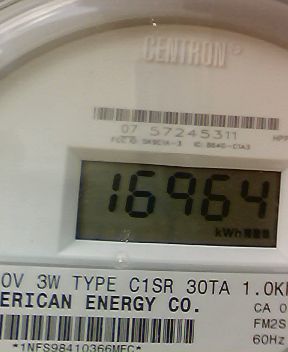 CENTRON®
07 57245311
16964
kWh
0V 3W TYPE C1SR 30TA 1.0K
ERICAN ENERGY CO.
CA 0
FM2S
60Hz
*1NFS98410366MEC*